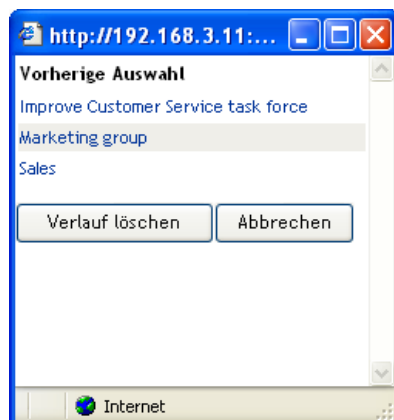 http://192.168.3.11:...
Vorherige Auswahl
Improve Customer Service task force
Marketing group
Sales
Verlauf löschen Abbrechen
Internet